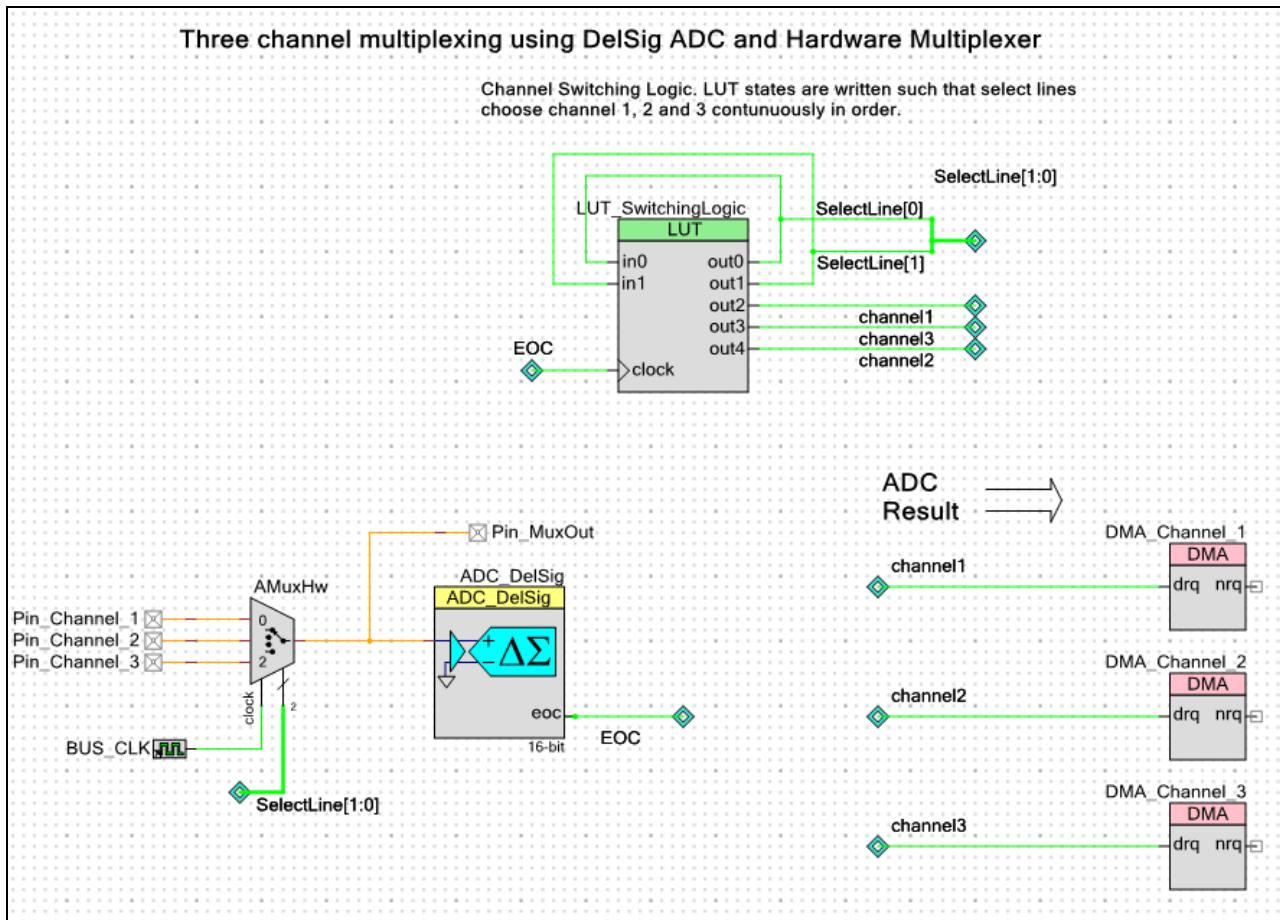 Three channel multiplexing using DelSig ADC and Hardware Multiplexer
Channel Switching Logic. LUT states are written such that select lines
choose channel 1, 2 and 3 contunuously in order.
SelectLine[1:0]
LUT_SwitchingLogic
SelectLine[0]
LUT
in0
out0
SelectLine[1]
in1
out1
out2
channel1
out3
channel3
out4
channel2
EOC
clock
ADC
Result
Pin_MuxOut
DMA_Channel_1
DMA
channel1
drq
nrq
ADC_DelSig
ADC_DelSig
AMuxHw
Pin_Channel_1
0
Pin_Channel_2
Pin_Channel_3
2
+
−
ΔΣ
clock
2
eoc
EOC
16-bit
BUS_CLK
SelectLine[1:0]
DMA_Channel_2
DMA
channel2
drq
nrq
DMA_Channel_3
DMA
channel3
drq
nrq